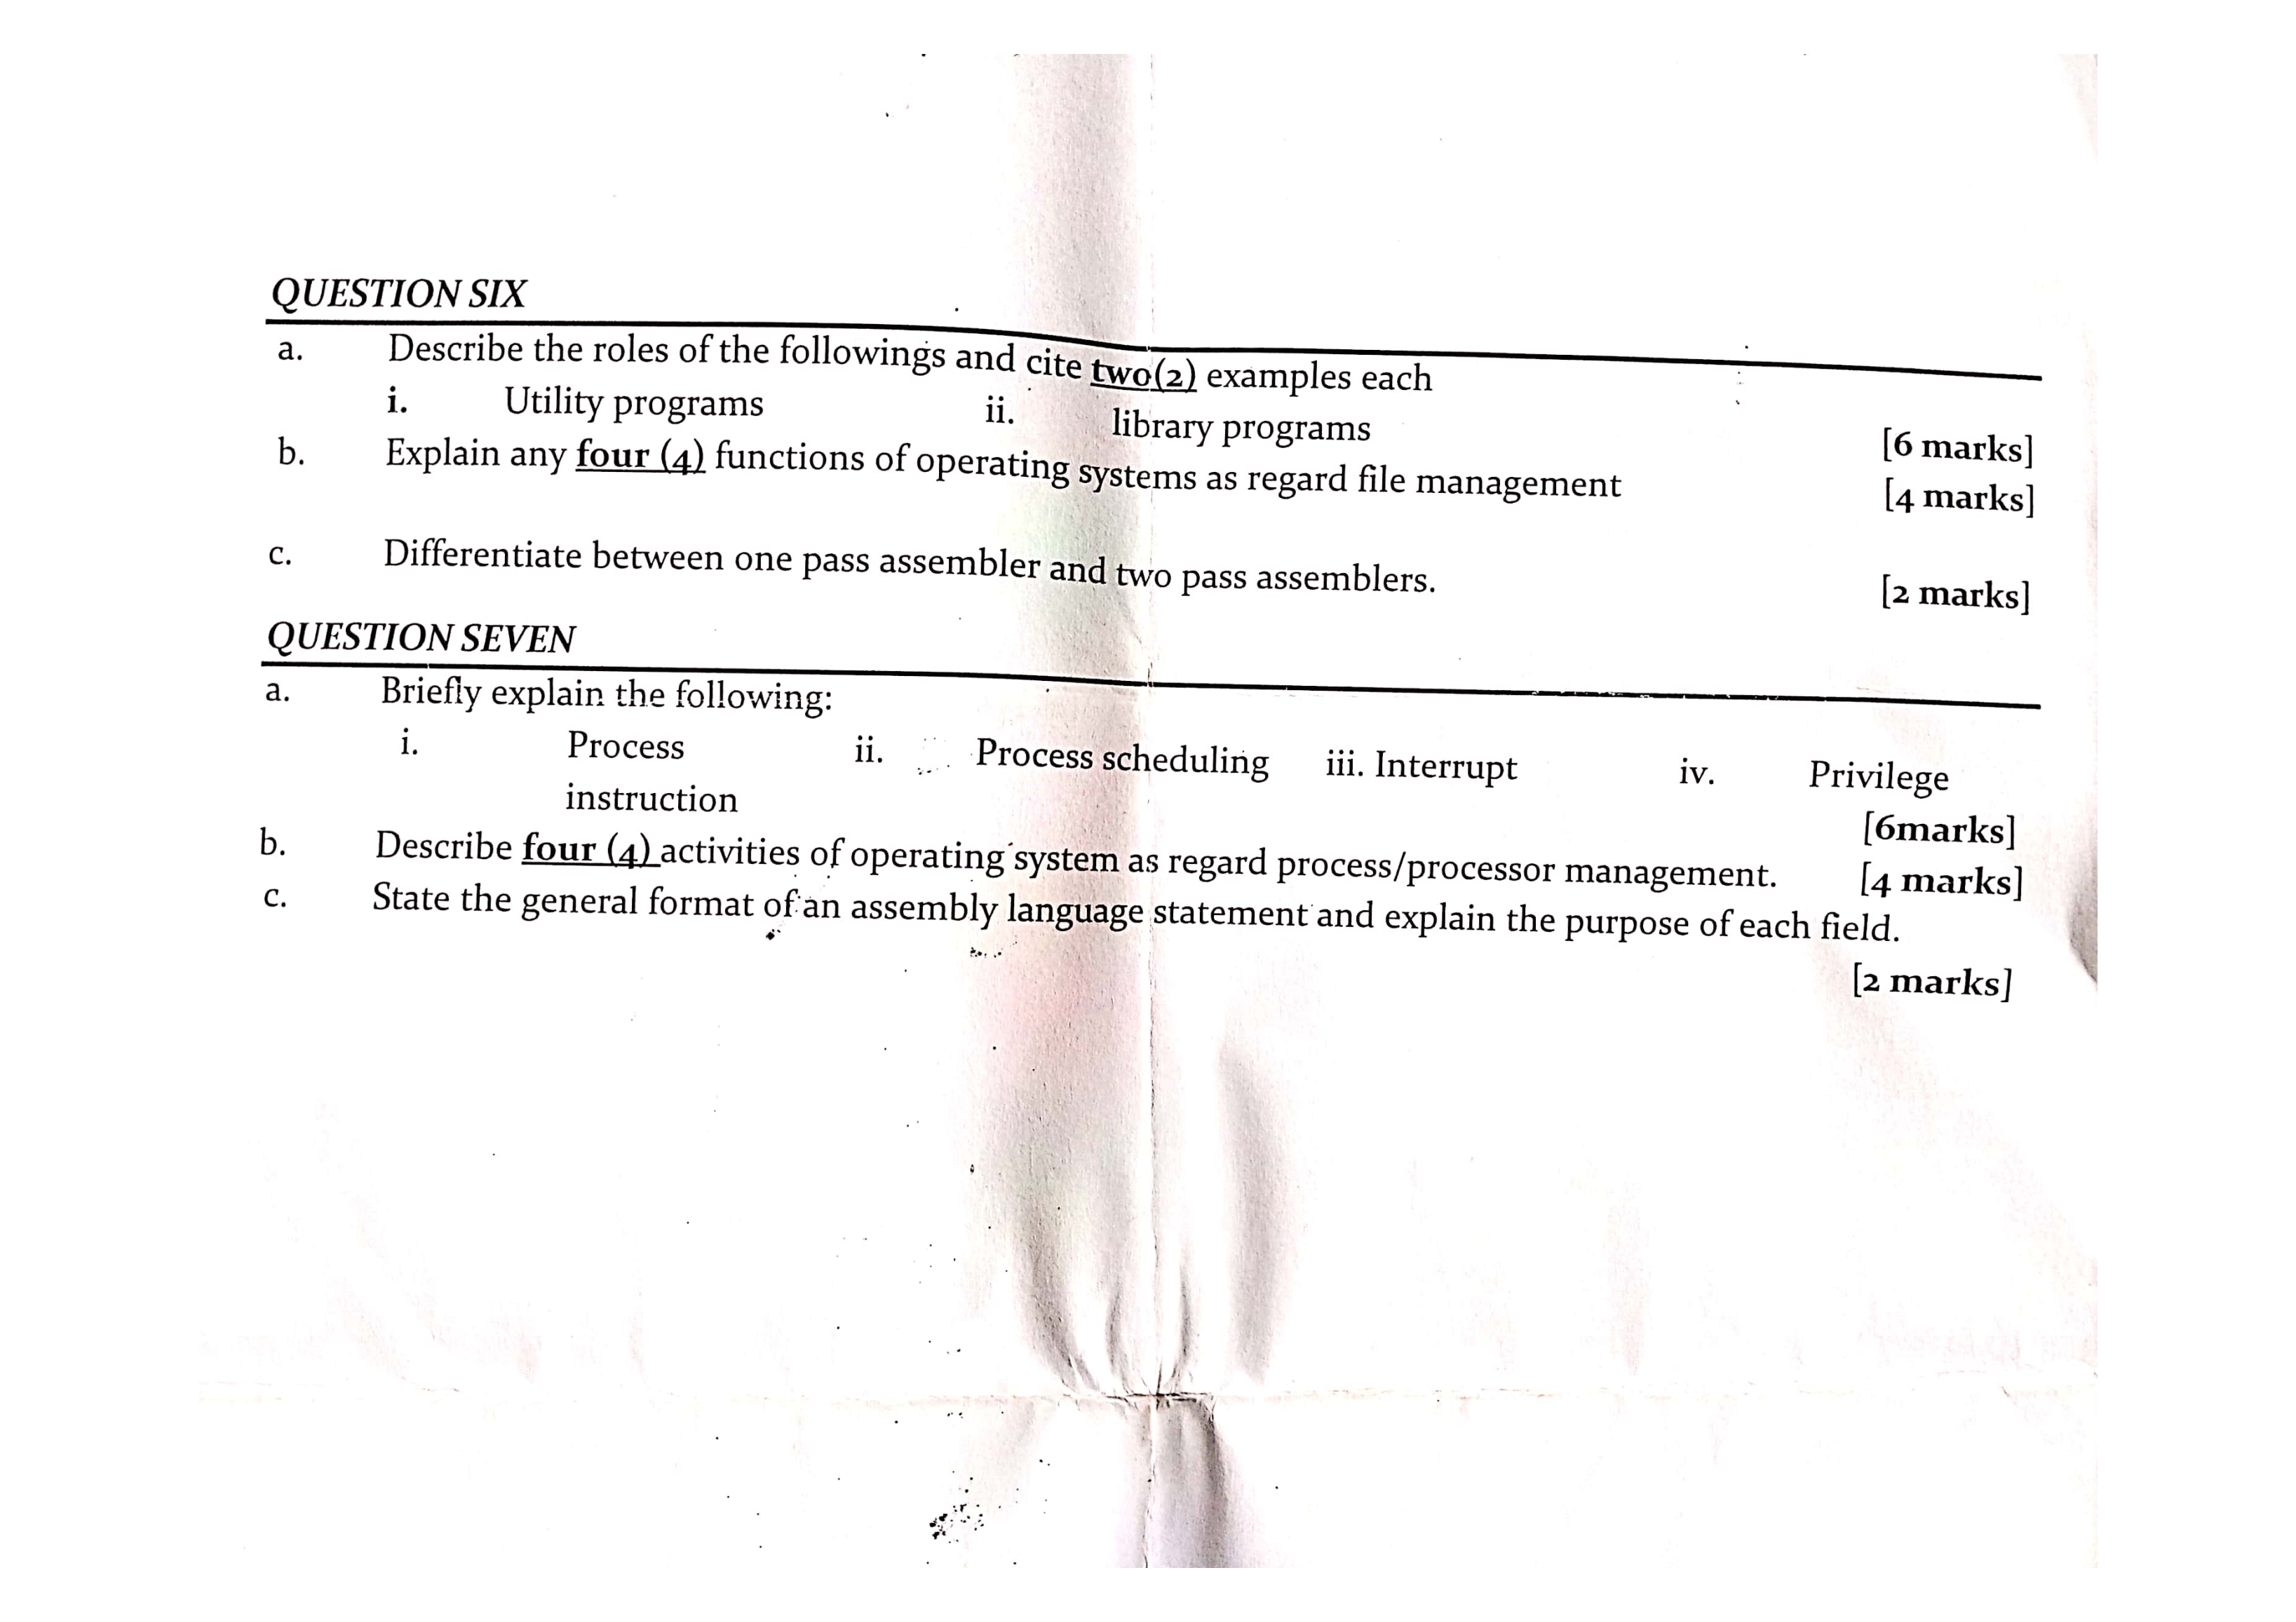 QUESTION SIX
a. Describe the roles of the followings and cite two(2) examples each
i. Utility programs ii. library programs [6 marks]
b. Explain any four (4) functions of operating systems as regard file management [4 marks]
c. Differentiate between one pass assembler and two pass assemblers. [2 marks]
QUESTION SEVEN
a. Briefly explain the following:
i. Process ii. Process scheduling iii. Interrupt iv. Privilege
instruction [6marks]
b. Describe four (4) activities of operating system as regard process/processor management. [4 marks]
c. State the general format of an assembly language statement and explain the purpose of each field.
[2 marks]